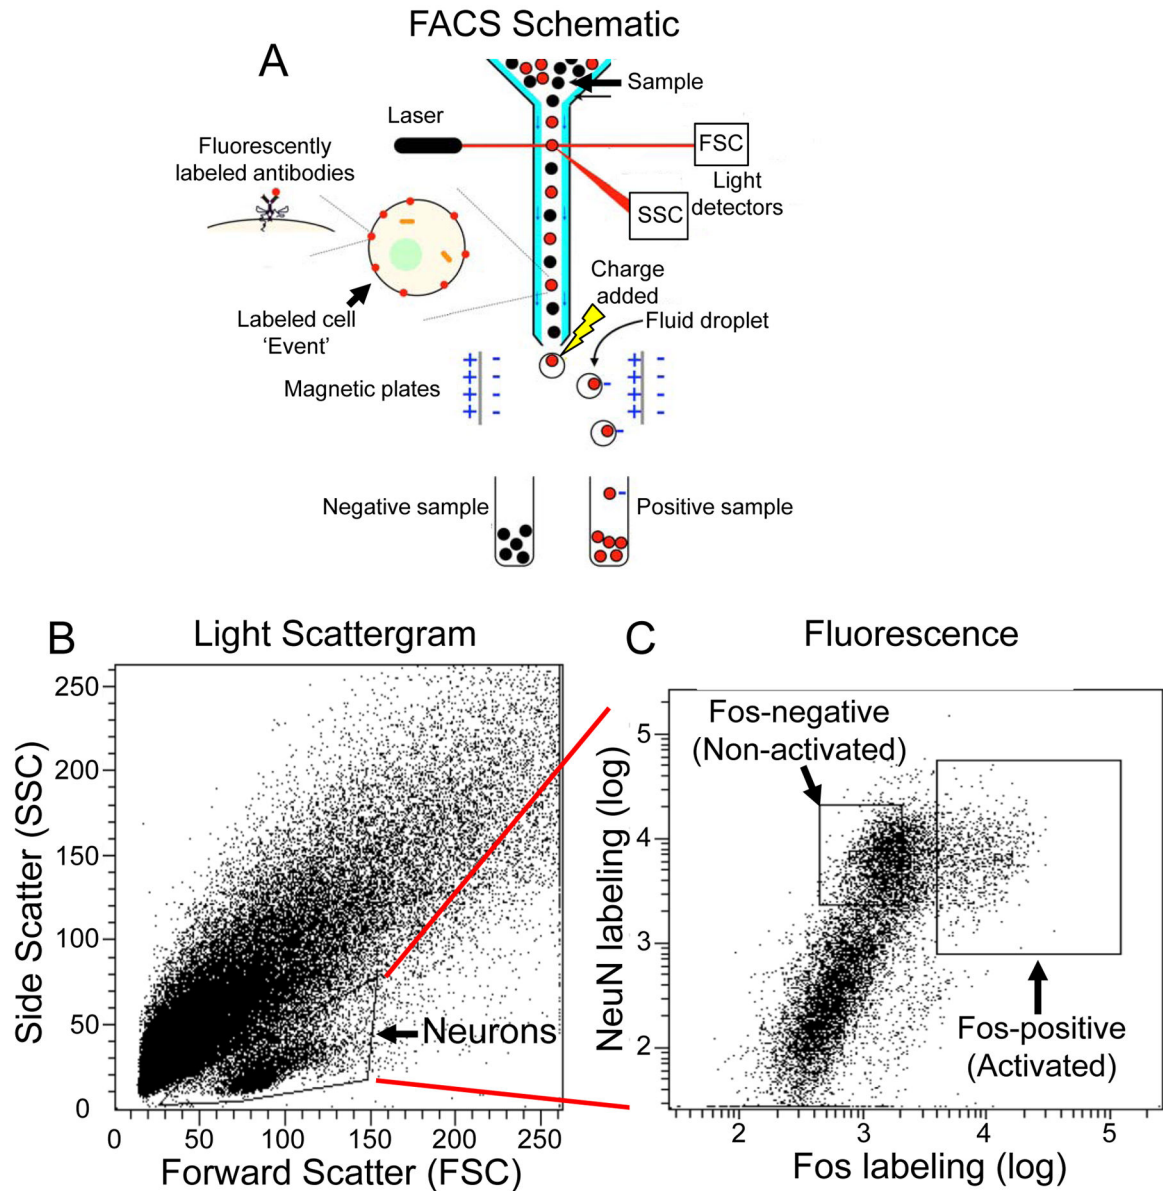 FACS Schematic
A
Sample
Laser
FSC
Fluorescently
labeled antibodies
Light
detectors
SSC
Charge
added
Fluid droplet
Labeled cell
‘Event’
+ -
+ -
+ -
+ -
Magnetic plates
-
-
+ -
+ -
+ -
+ -
Negative sample
-
Positive sample
B
Light Scattergram
Side Scatter (SSC)
250
200
150
100
50
0
Neurons
0 50 100 150 200 250
Forward Scatter (FSC)
C
Fluorescence
NeuN labeling (log)
5
4
3
2
Fos-negative
(Non-activated)
Fos-positive
(Activated)
2 3 4 5
Fos labeling (log)